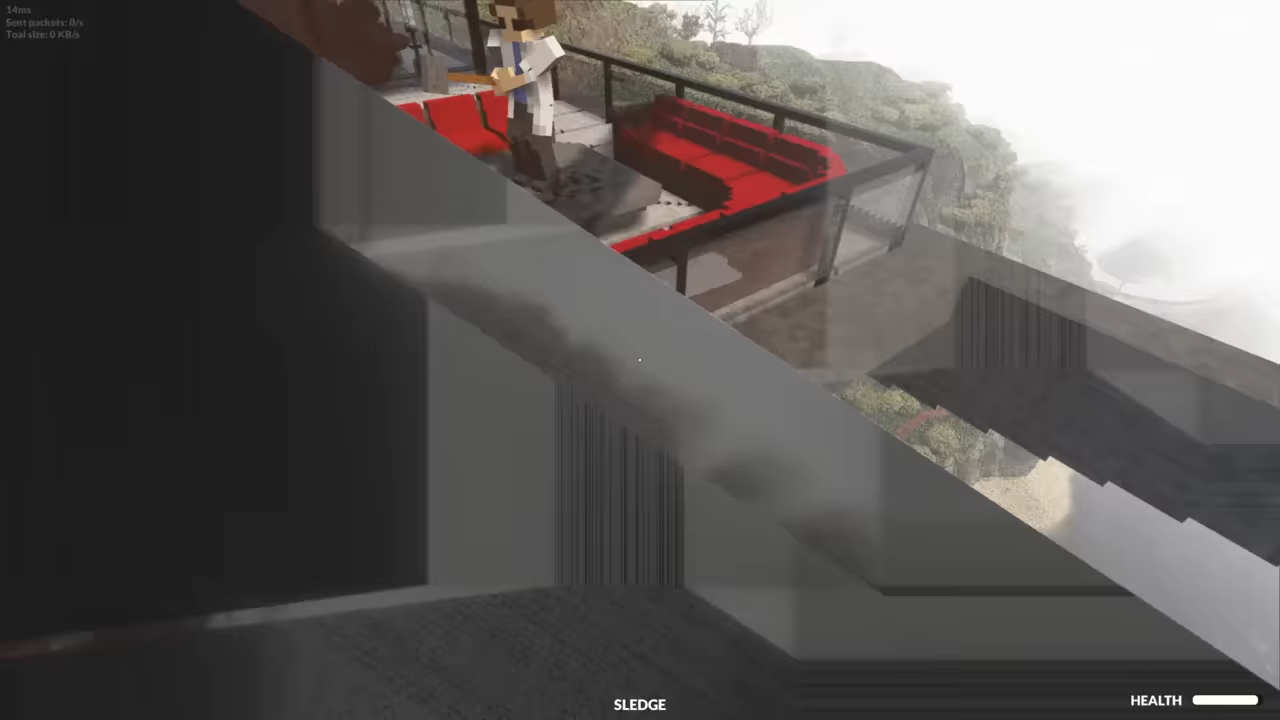 14ms
Sent packets: 0/s
Toal size: 0 KB/s
SLEDGE
HEALTH